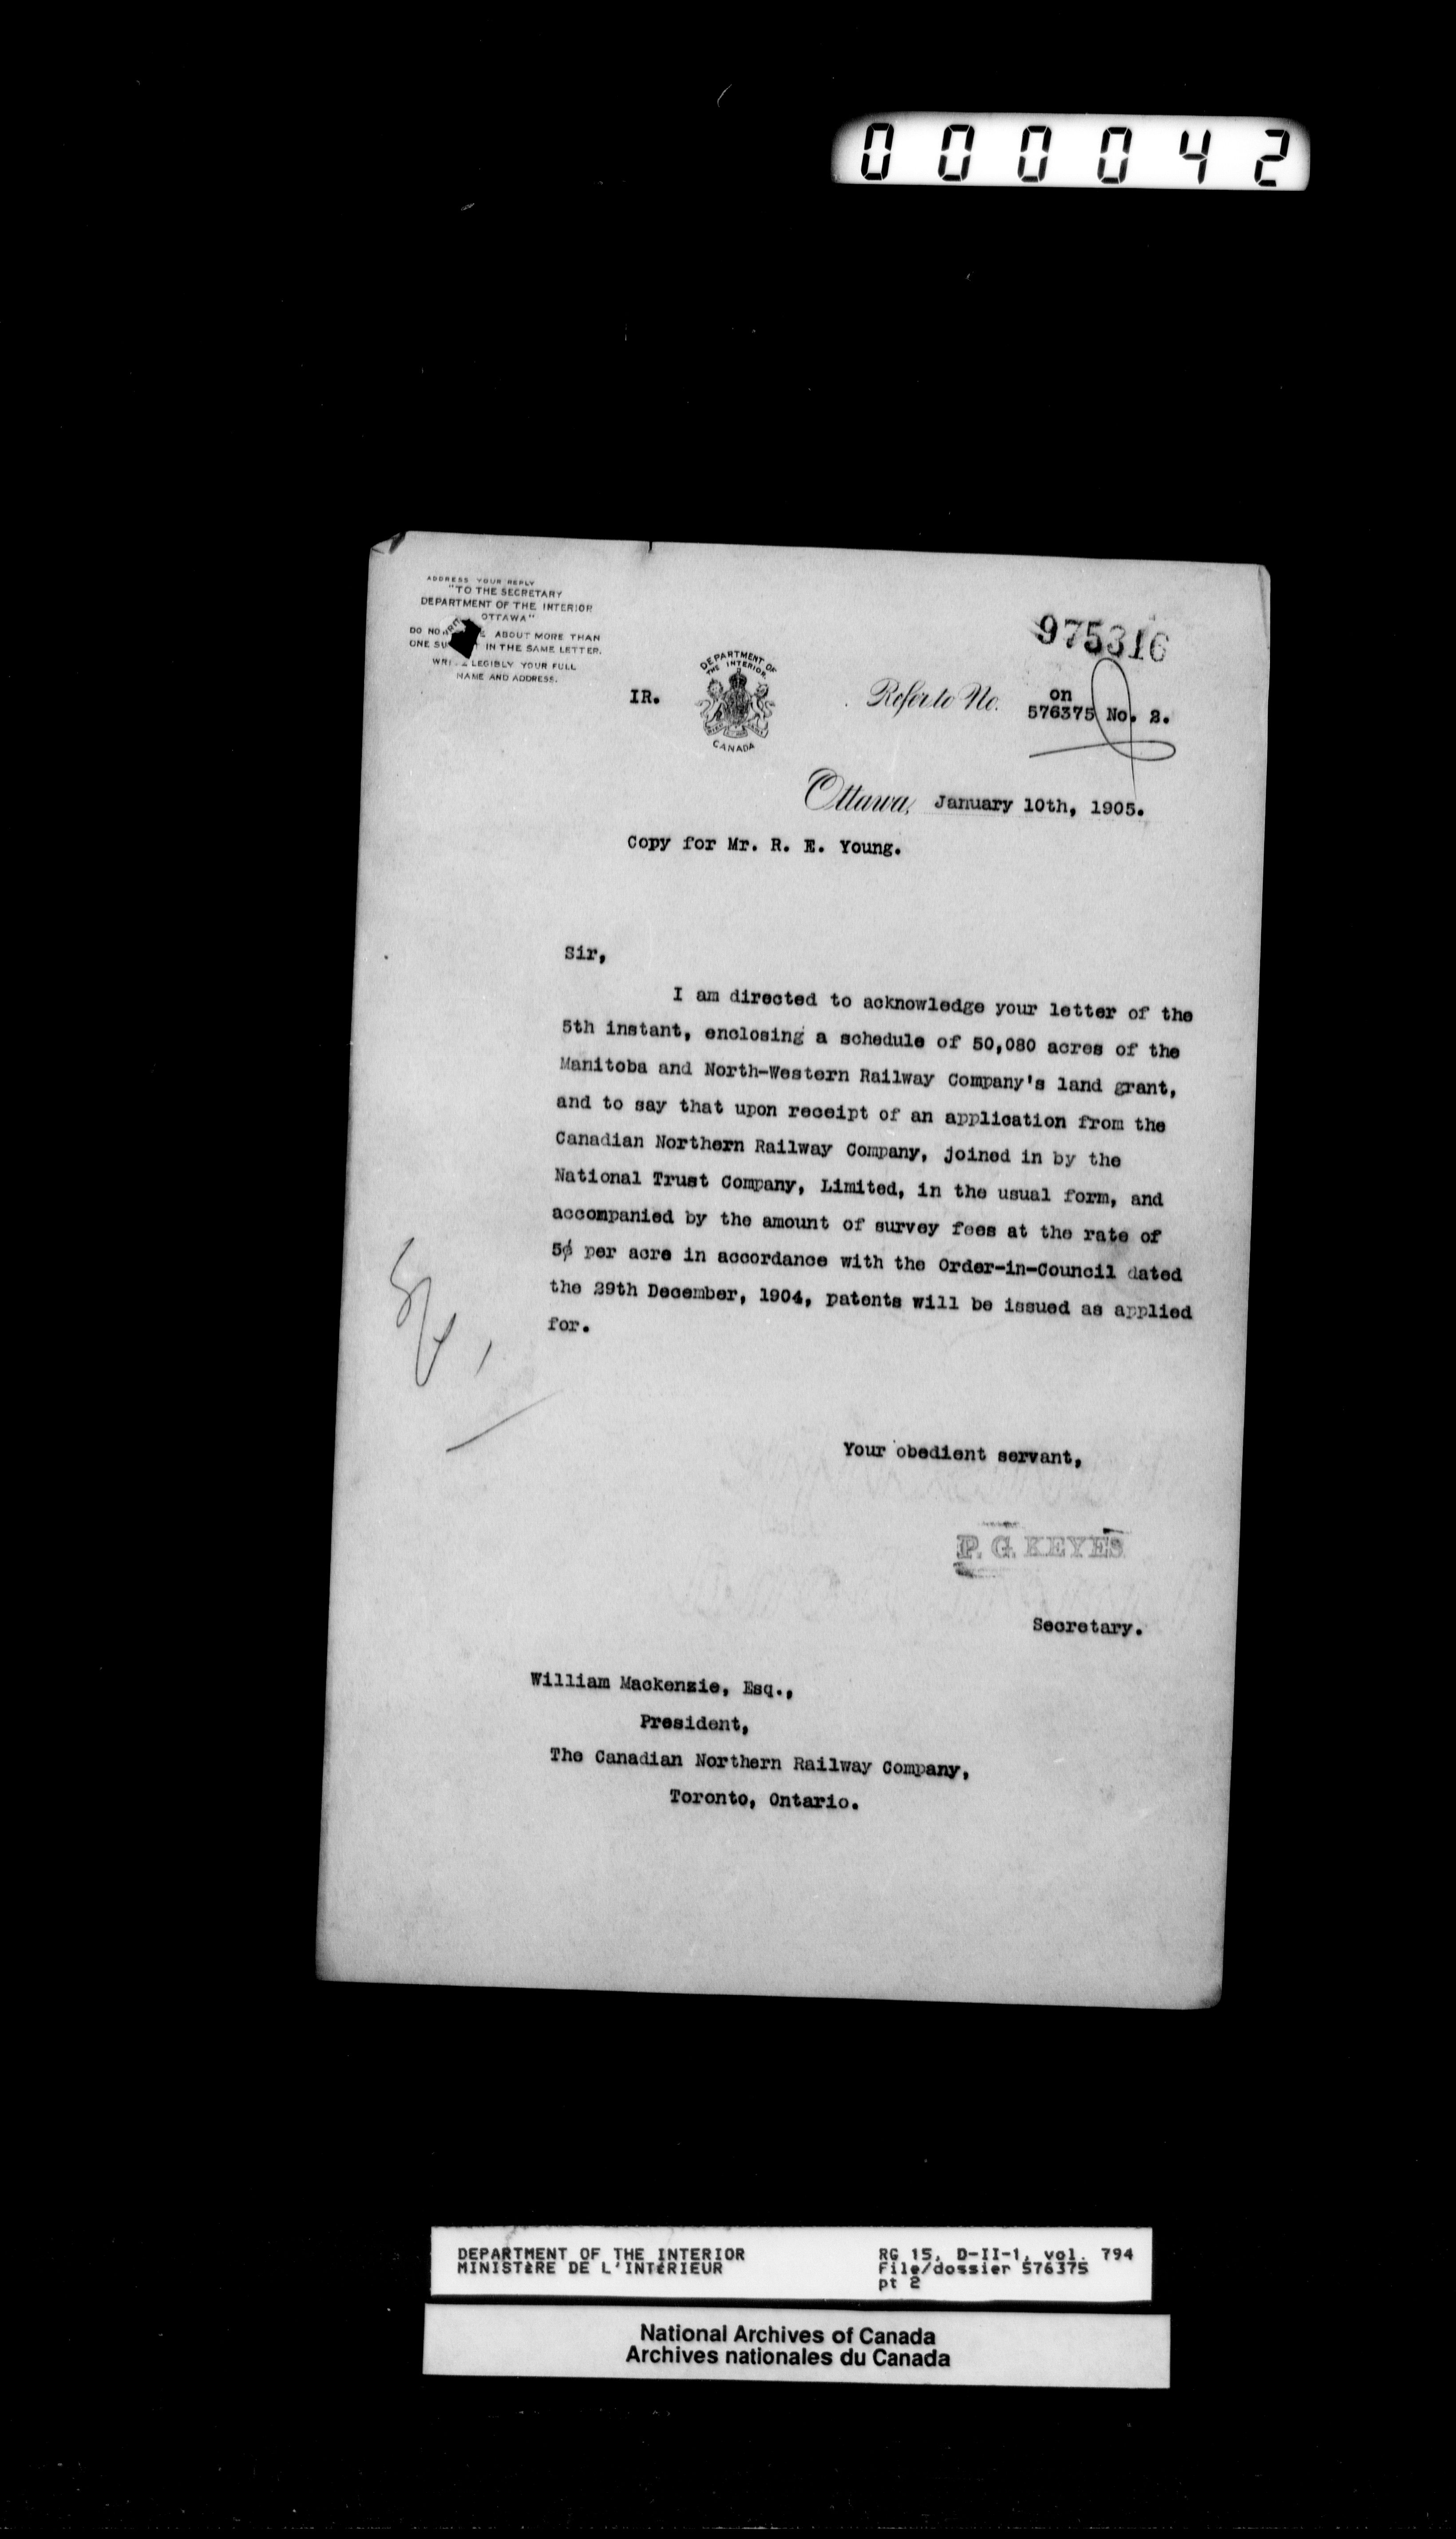 000042
ADDRESS YOUR REPLY
"TO THE SECRETARY
DEPARTMENT OF THE INTERIOR
OTTAWA"
DO NO ABOUT MORE THAN
ONE SU T IN THE SAME LETTER.
WRI E LEGIBLY YOUR FULL
NAME AND ADDRESS.
975316
DEPARTMENT OF
THE INTERIOR
CANADA
IR.
Refer to No. on
576375 No. 2.
Ottawa, January 10th, 1905.
Copy for Mr. R. E. Young.
Sir,
I am directed to acknowledge your letter of the
5th instant, enclosing a schedule of 50,080 acres of the
Manitoba and North-Western Railway Company's land grant,
and to say that upon receipt of an application from the
Canadian Northern Railway Company, joined in by the
National Trust Company, Limited, in the usual form, and
accompanied by the amount of survey fees at the rate of
5¢ per acre in accordance with the Order-in-Council dated
the 29th December, 1904, patents will be issued as applied
for.
Your obedient servant,
P. G. KEYES
Secretary.
William Mackenzie, Esq.,
President,
The Canadian Northern Railway Company,
Toronto, Ontario.
DEPARTMENT OF THE INTERIOR
MINISTÈRE DE L'INTÉRIEUR
RG 15, D-II-1, vol. 794
File/dossier 576375
pt 2
National Archives of Canada
Archives nationales du Canada